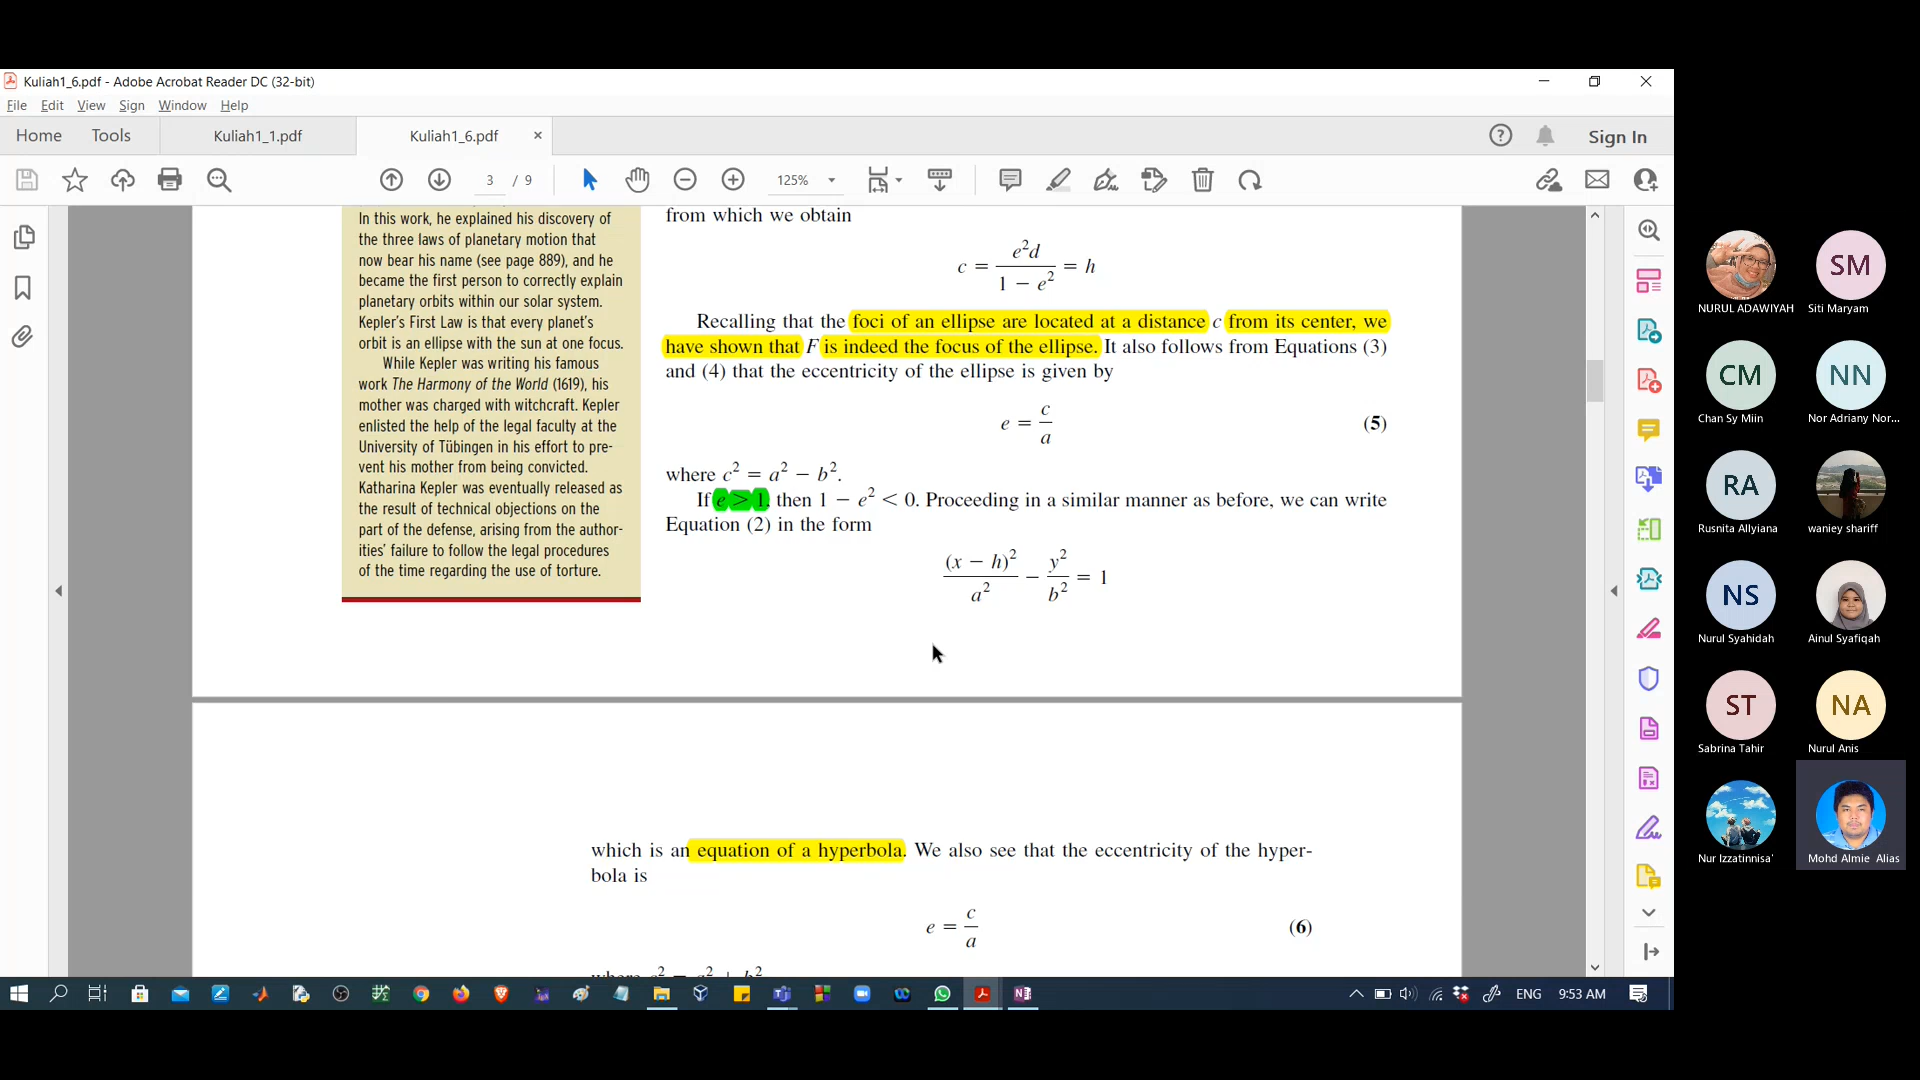 Kuliah1_6.pdf - Adobe Acrobat Reader DC (32-bit)
File Edit View Sign Window Help
Home Tools Kuliah1_1.pdf Kuliah1_6.pdf × Sign In
3 / 9 125%
In this work, he explained his discovery of
the three laws of planetary motion that
now bear his name (see page 889), and he
became the first person to correctly explain
planetary orbits within our solar system.
Kepler's First Law is that every planet's
orbit is an ellipse with the sun at one focus.
While Kepler was writing his famous
work The Harmony of the World (1619), his
mother was charged with witchcraft. Kepler
enlisted the help of the legal faculty at the
University of Tübingen in his effort to pre-
vent his mother from being convicted.
Katharina Kepler was eventually released as
the result of technical objections on the
part of the defense, arising from the author-
ities' failure to follow the legal procedures
of the time regarding the use of torture.
from which we obtain
c = e²d / (1 − e²) = h
Recalling that the foci of an ellipse are located at a distance c from its center, we
have shown that F is indeed the focus of the ellipse. It also follows from Equations (3)
and (4) that the eccentricity of the ellipse is given by
e = c/a (5)
where c² = a² − b².
If e > 1, then 1 − e² < 0. Proceeding in a similar manner as before, we can write
Equation (2) in the form
(x − h)²/a² − y²/b² = 1
which is an equation of a hyperbola. We also see that the eccentricity of the hyper-
bola is
e = c/a (6)
where c² = a² + b²
NURUL ADAWIYAH
SM
Siti Maryam
CM
Chan Sy Miin
NN
Nor Adriany Nor...
RA
Rusnita Allyiana
waniey shariff
NS
Nurul Syahidah
Ainul Syafiqah
ST
Sabrina Tahir
NA
Nurul Anis
Nur Izzatinnisa'
Mohd Almie Alias
ENG 9:53 AM